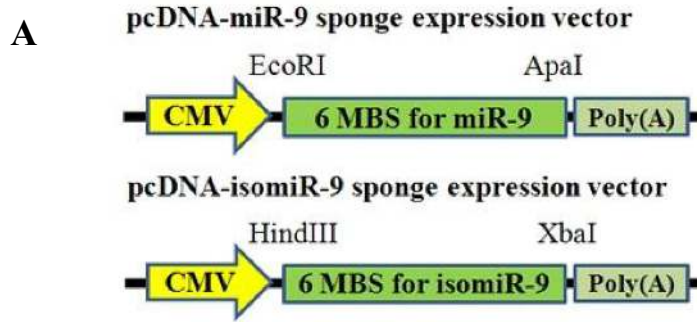 A
pcDNA-miR-9 sponge expression vector
EcoRI ApaI
CMV 6 MBS for miR-9 Poly(A)
pcDNA-isomiR-9 sponge expression vector
HindIII XbaI
CMV 6 MBS for isomiR-9 Poly(A)